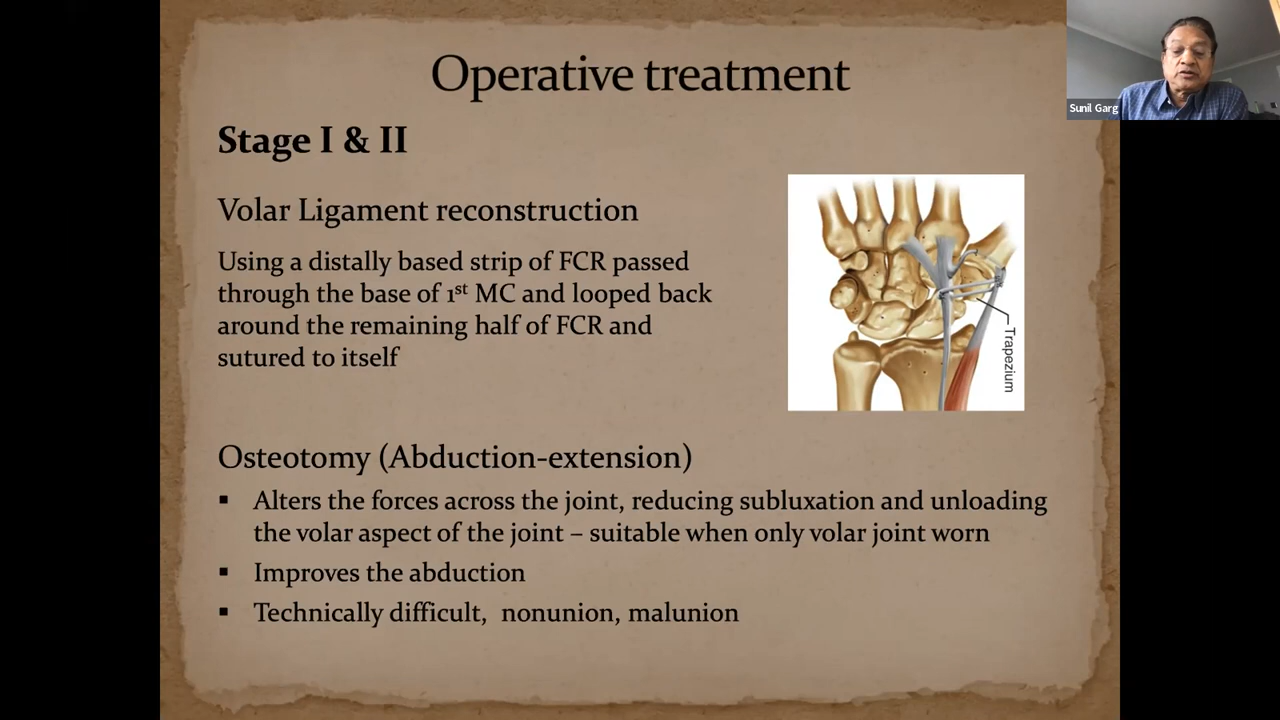 Operative treatment
Sunil Garg
Stage I & II
Volar Ligament reconstruction
Using a distally based strip of FCR passed
through the base of 1st MC and looped back
around the remaining half of FCR and
sutured to itself
Trapezium
Osteotomy (Abduction-extension)
▪ Alters the forces across the joint, reducing subluxation and unloading
the volar aspect of the joint – suitable when only volar joint worn
▪ Improves the abduction
▪ Technically difficult, nonunion, malunion